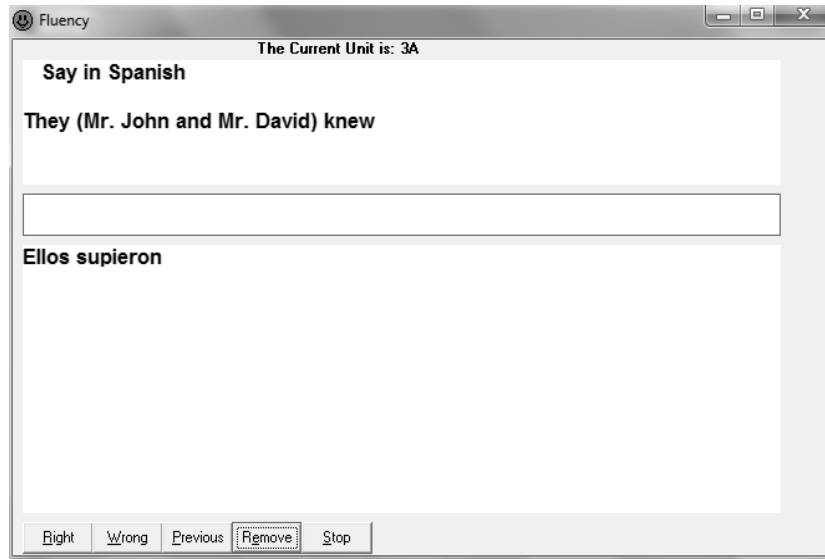 Fluency
The Current Unit is: 3A
Say in Spanish
They (Mr. John and Mr. David) knew
Ellos supieron
Right Wrong Previous Remove Stop